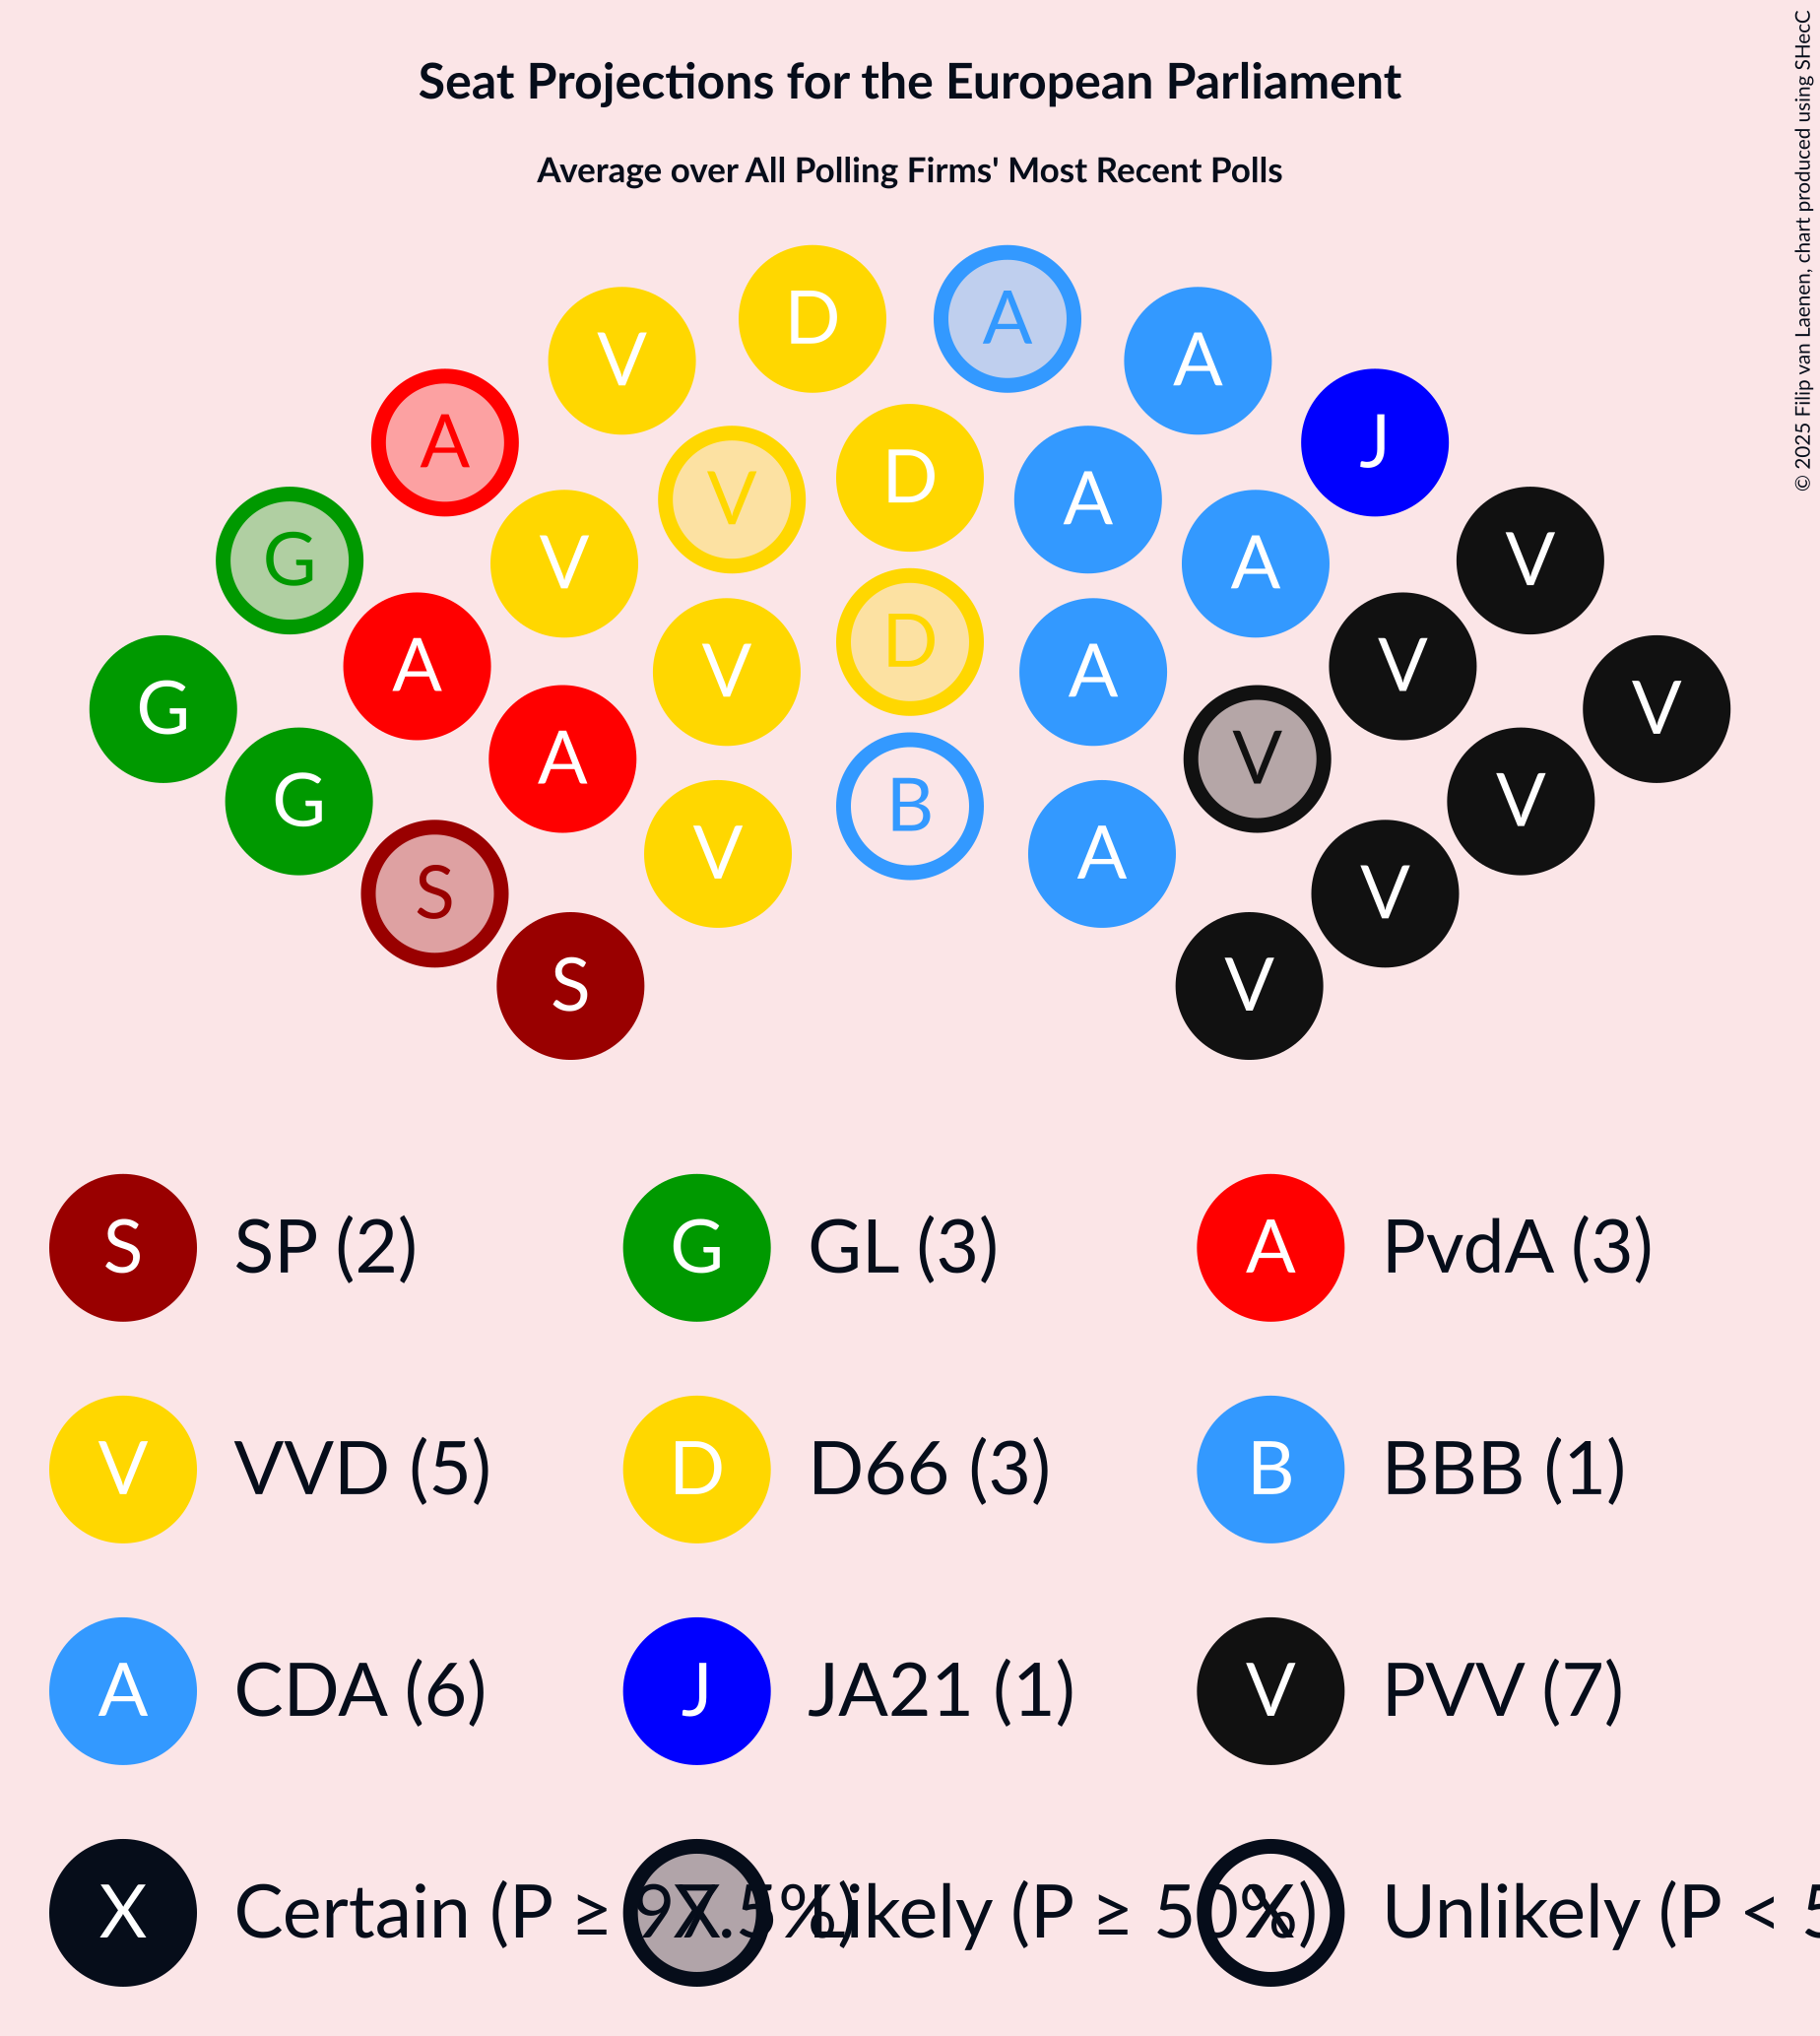 Seat Projections for the European Parliament
Average over All Polling Firms' Most Recent Polls
© 2025 Filip van Laenen, chart produced using SHecC
D A
V A
A J
D
V A
G V
V A
D
A V
V A
G V
A V
B
G V
V A
S V
S V
S SP (2) G GL (3) A PvdA (3)
V VVD (5) D D66 (3) B BBB (1)
A CDA (6) J JA21 (1) V PVV (7)
X Certain (P ≥ 97.5%) X Likely (P ≥ 50%) X Unlikely (P < 5